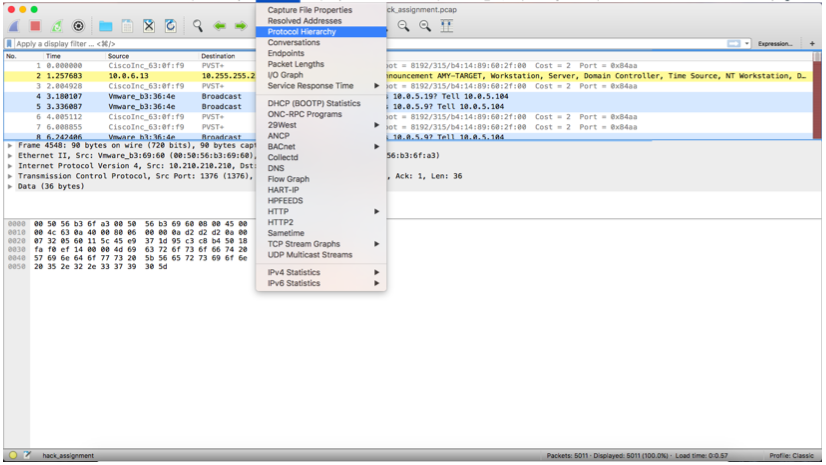 ck_assignment.pcap
Capture File Properties
Resolved Addresses
Protocol Hierarchy
Conversations
Endpoints
Packet Lengths
I/O Graph
Service Response Time
DHCP (BOOTP) Statistics
ONC-RPC Programs
29West
ANCP
BACnet
Collectd
DNS
Flow Graph
HART-IP
HPFEEDS
HTTP
HTTP2
Sametime
TCP Stream Graphs
UDP Multicast Streams
IPv4 Statistics
IPv6 Statistics
Apply a display filter ... <⌘/>
Expression...
+
No. Time Source Destination
1 0.000000 CiscoInc_63:0f:f9 PVST+ ot = 8192/315/b4:14:89:60:2f:00 Cost = 2 Port = 0x84aa
2 1.257683 10.0.6.13 10.255.255.2 nouncement AMY-TARGET, Workstation, Server, Domain Controller, Time Source, NT Workstation, D…
3 2.004928 CiscoInc_63:0f:f9 PVST+ ot = 8192/315/b4:14:89:60:2f:00 Cost = 2 Port = 0x84aa
4 3.180107 Vmware_b3:36:4e Broadcast s 10.0.5.19? Tell 10.0.5.104
5 3.336087 Vmware_b3:36:4e Broadcast s 10.0.5.9? Tell 10.0.5.104
6 4.005112 CiscoInc_63:0f:f9 PVST+ ot = 8192/315/b4:14:89:60:2f:00 Cost = 2 Port = 0x84aa
7 6.008855 CiscoInc_63:0f:f9 PVST+ ot = 8192/315/b4:14:89:60:2f:00 Cost = 2 Port = 0x84aa
8 6.242406 Vmware_b3:36:4e Broadcast s 10.0.5.9? Tell 10.0.5.104
Frame 4548: 90 bytes on wire (720 bits), 90 bytes capt
Ethernet II, Src: Vmware_b3:69:60 (00:50:56:b3:69:60), 56:b3:6f:a3)
Internet Protocol Version 4, Src: 10.210.210.210, Dst:
Transmission Control Protocol, Src Port: 1376 (1376), , Ack: 1, Len: 36
Data (36 bytes)
0000 00 50 56 b3 6f a3 00 50 56 b3 69 60 08 00 45 00
0010 00 4c 63 0a 40 00 80 06 00 00 0a d2 d2 d2 0a 00
0020 07 32 05 60 11 5c 45 e9 37 1d 95 c3 c8 b4 50 18
0030 fa f0 ef 14 00 00 4d 69 63 72 6f 73 6f 66 74 20
0040 57 69 6e 64 6f 77 73 20 5b 56 65 72 73 69 6f 6e
0050 20 35 2e 32 2e 33 37 39 30 5d
hack_assignment
Packets: 5011 · Displayed: 5011 (100.0%) · Load time: 0:0.57
Profile: Classic